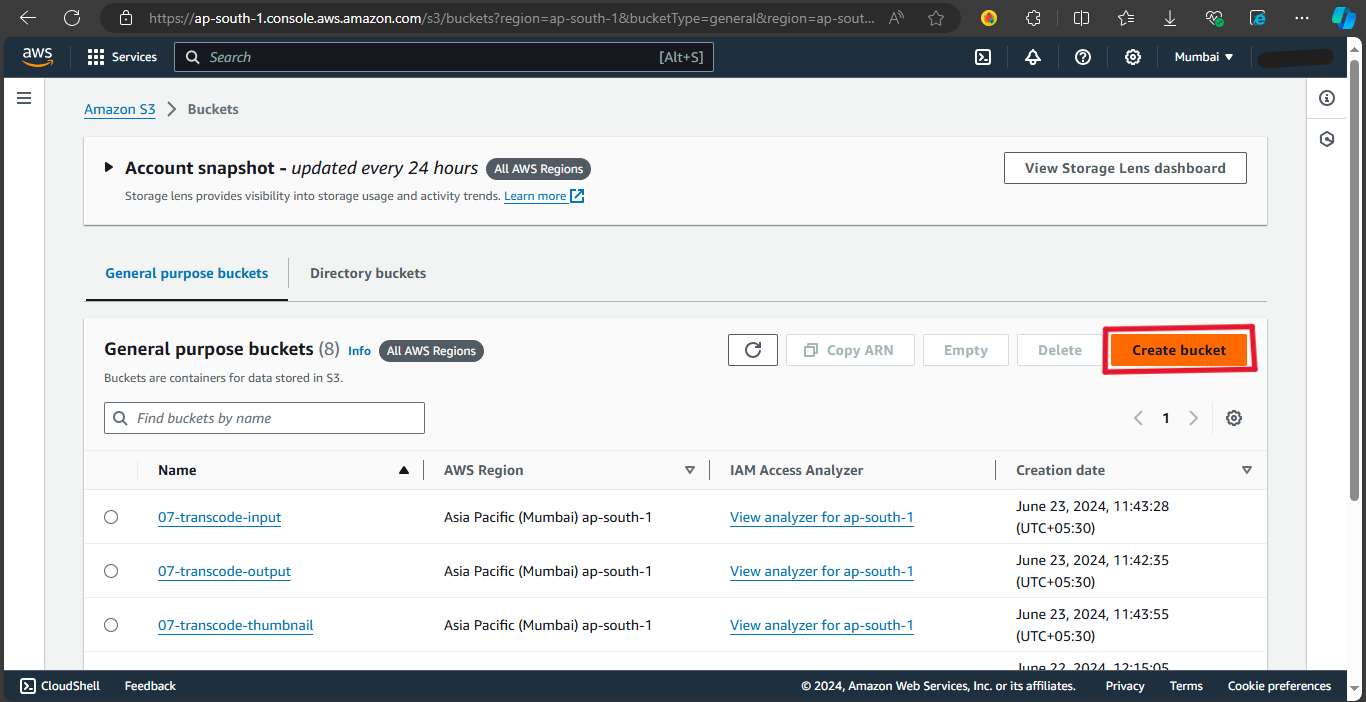 https://ap-south-1.console.aws.amazon.com/s3/buckets?region=ap-south-1&bucketType=general&region=ap-sout...
aws Services Search [Alt+S] Mumbai
Amazon S3 > Buckets
Account snapshot - updated every 24 hours All AWS Regions View Storage Lens dashboard
Storage lens provides visibility into storage usage and activity trends. Learn more
General purpose buckets Directory buckets
General purpose buckets (8) Info All AWS Regions Copy ARN Empty Delete Create bucket
Buckets are containers for data stored in S3.
Find buckets by name 1
Name AWS Region IAM Access Analyzer Creation date
07-transcode-input Asia Pacific (Mumbai) ap-south-1 View analyzer for ap-south-1 June 23, 2024, 11:43:28
(UTC+05:30)
07-transcode-output Asia Pacific (Mumbai) ap-south-1 View analyzer for ap-south-1 June 23, 2024, 11:42:35
(UTC+05:30)
07-transcode-thumbnail Asia Pacific (Mumbai) ap-south-1 View analyzer for ap-south-1 June 23, 2024, 11:43:55
(UTC+05:30)
June 22, 2024, 12:15:05
CloudShell Feedback © 2024, Amazon Web Services, Inc. or its affiliates. Privacy Terms Cookie preferences